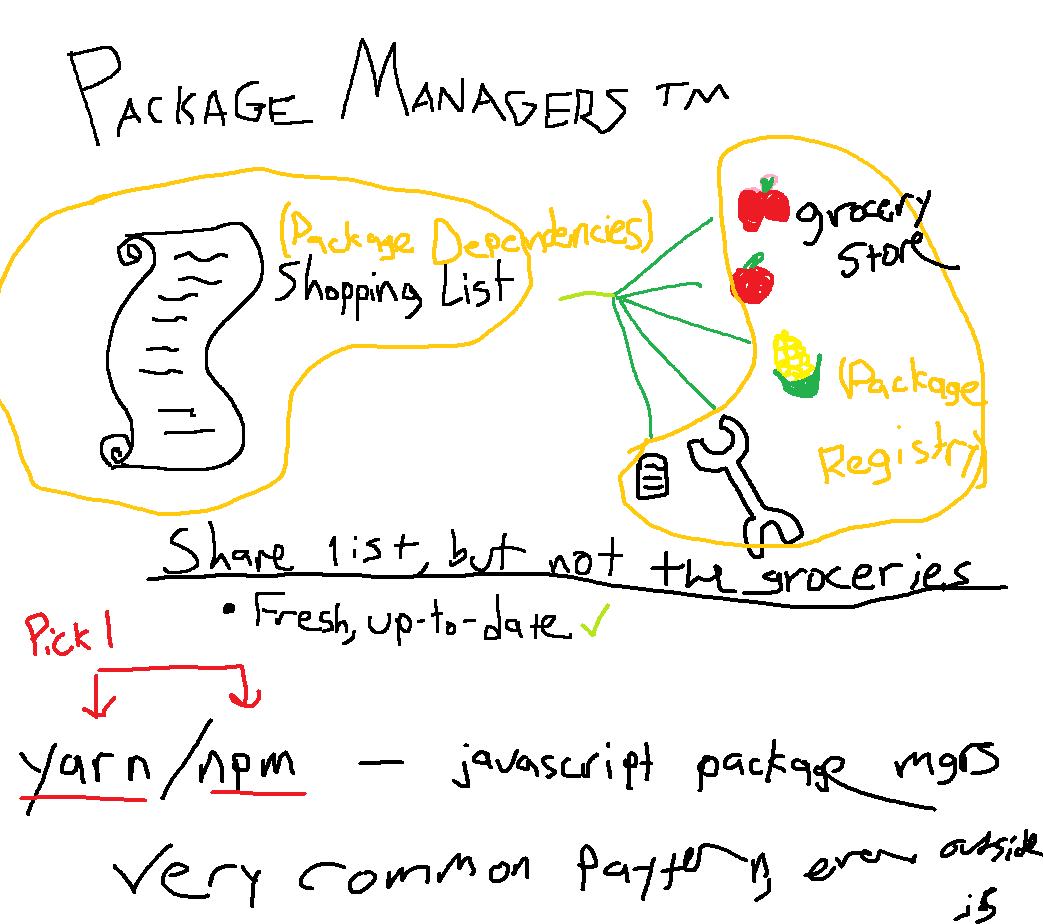 PACKAGE MANAGERS TM
(Package Dependencies)
Shopping List
grocery
store
(Package
Registry)
Share list, but not the groceries
• Fresh, up-to-date ✓
Pick 1
yarn/npm — javascript package mgrs
Very common pattern, even outside
js